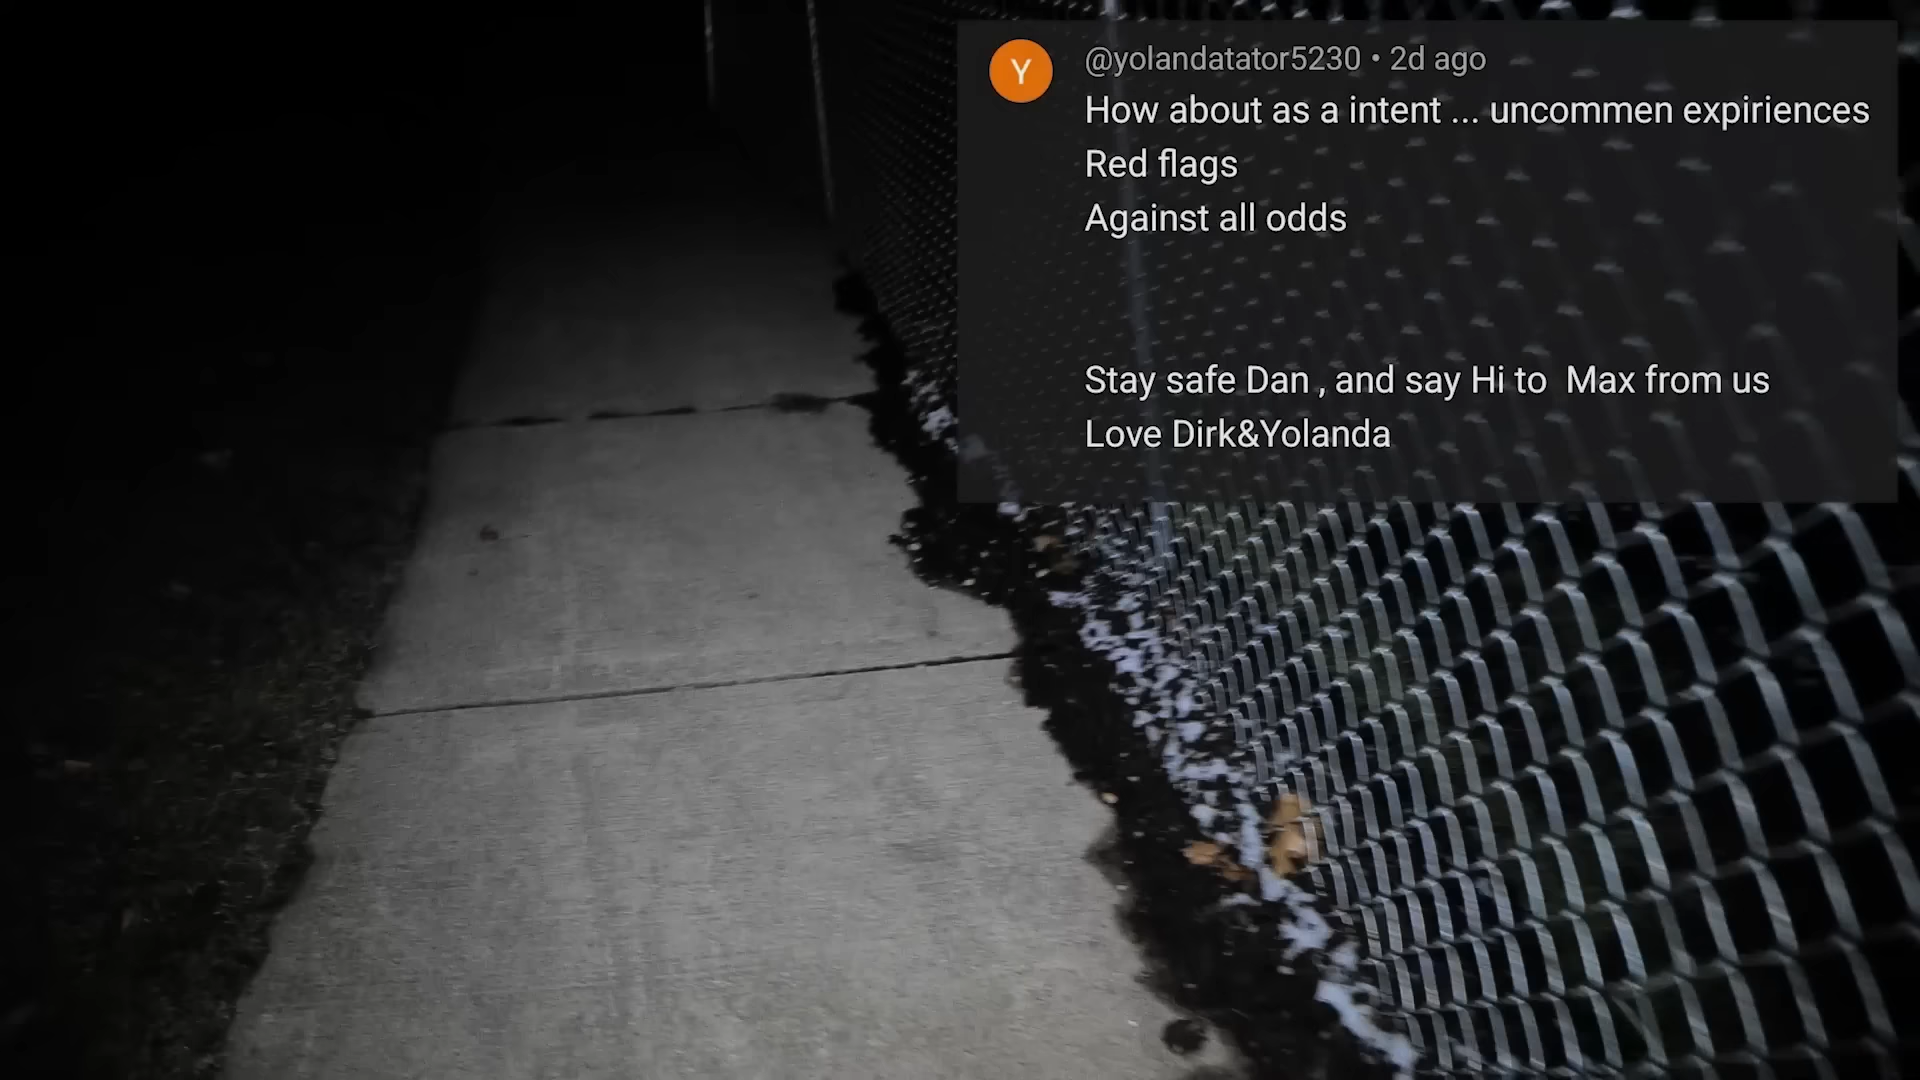 Y
@yolandatator5230 • 2d ago
How about as a intent ... uncommen expiriences
Red flags
Against all odds
Stay safe Dan , and say Hi to  Max from us
Love Dirk&Yolanda